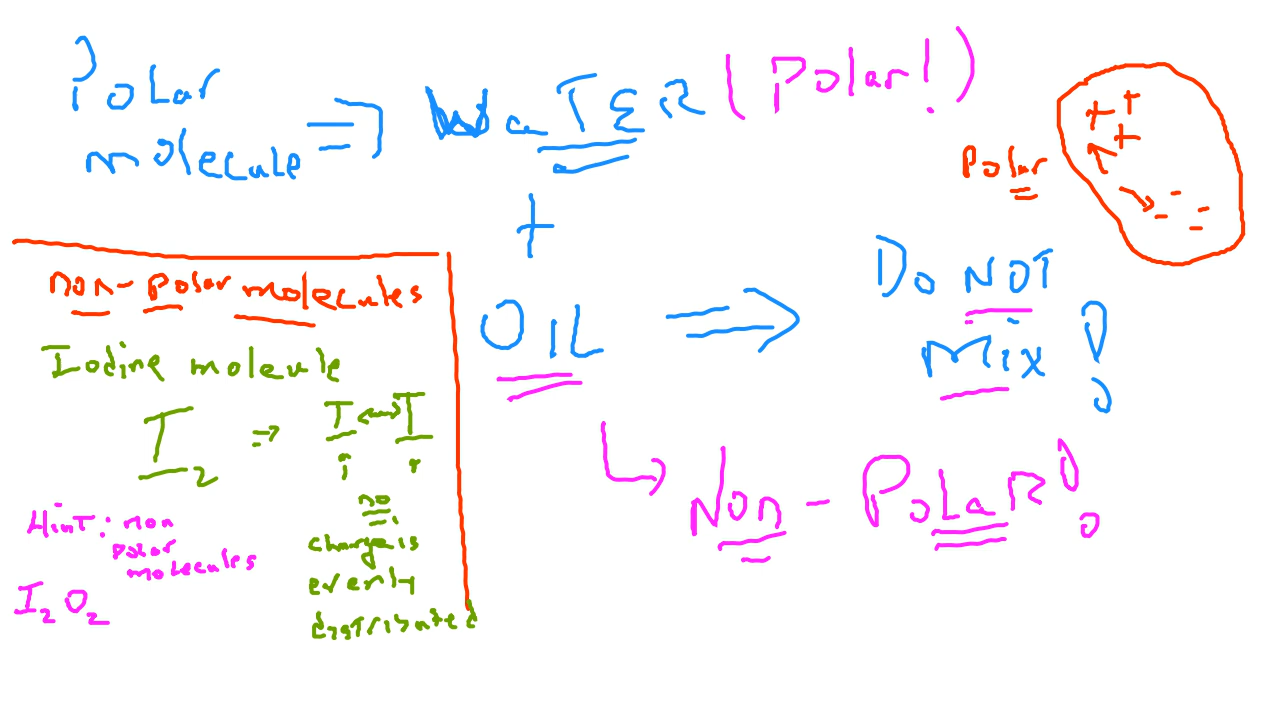 Polar
molecule => WaTER (Polar!)
Polar
+++
----
+
OIL => Do NOT
Mix !
Non-PolaR!
non-polar molecules
Iodine molecule
I2 => I <-> I
no
charge is
evenly
distributed
HinT: non
polar
molecules
I2 O2